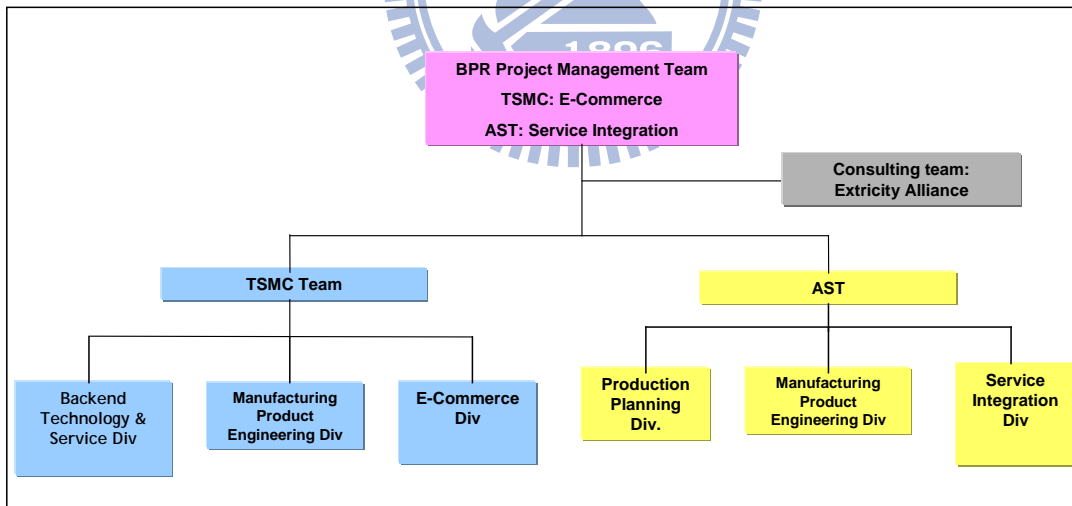 1896
BPR Project Management Team
TSMC: E-Commerce
AST: Service Integration
Consulting team:
Extricity Alliance
TSMC Team
AST
Backend
Technology &
Service Div
Manufacturing
Product
Engineering Div
E-Commerce
Div
Production
Planning
Div.
Manufacturing
Product
Engineering Div
Service
Integration
Div